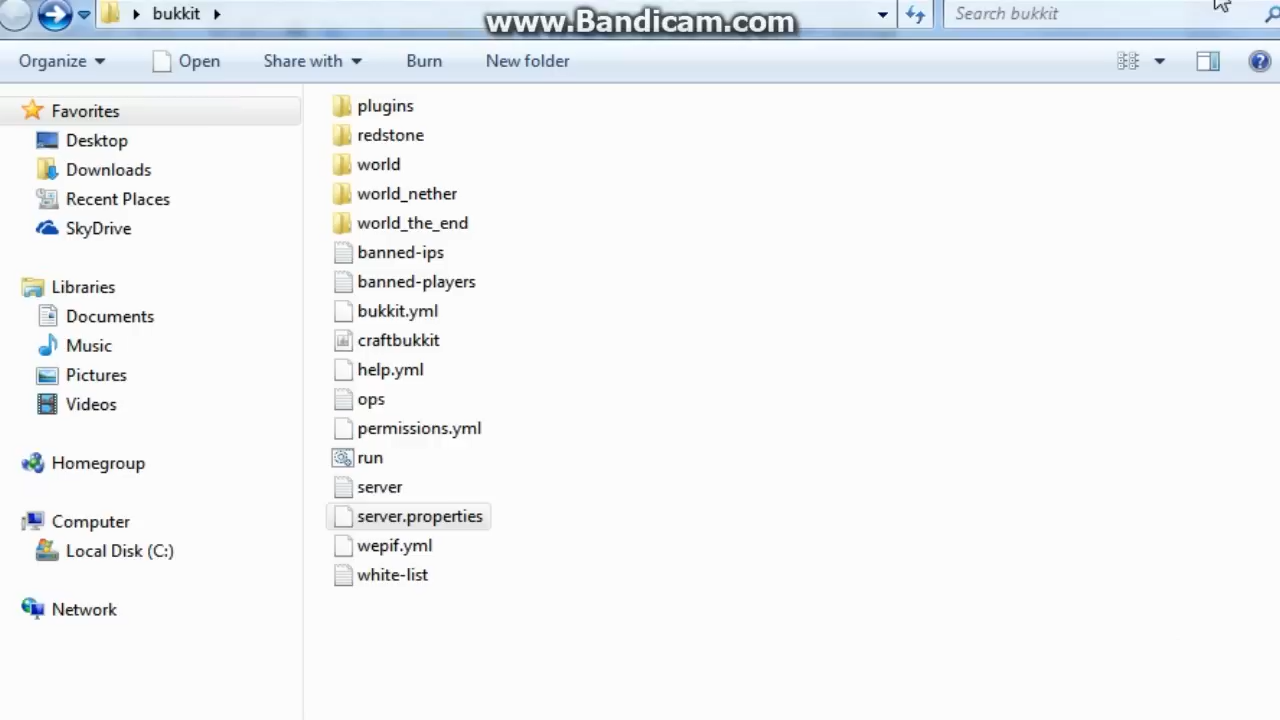 bukkit
www.Bandicam.com
Search bukkit
Organize
Open
Share with
Burn
New folder
Favorites
Desktop
Downloads
Recent Places
SkyDrive
Libraries
Documents
Music
Pictures
Videos
Homegroup
Computer
Local Disk (C:)
Network
plugins
redstone
world
world_nether
world_the_end
banned-ips
banned-players
bukkit.yml
craftbukkit
help.yml
ops
permissions.yml
run
server
server.properties
wepif.yml
white-list